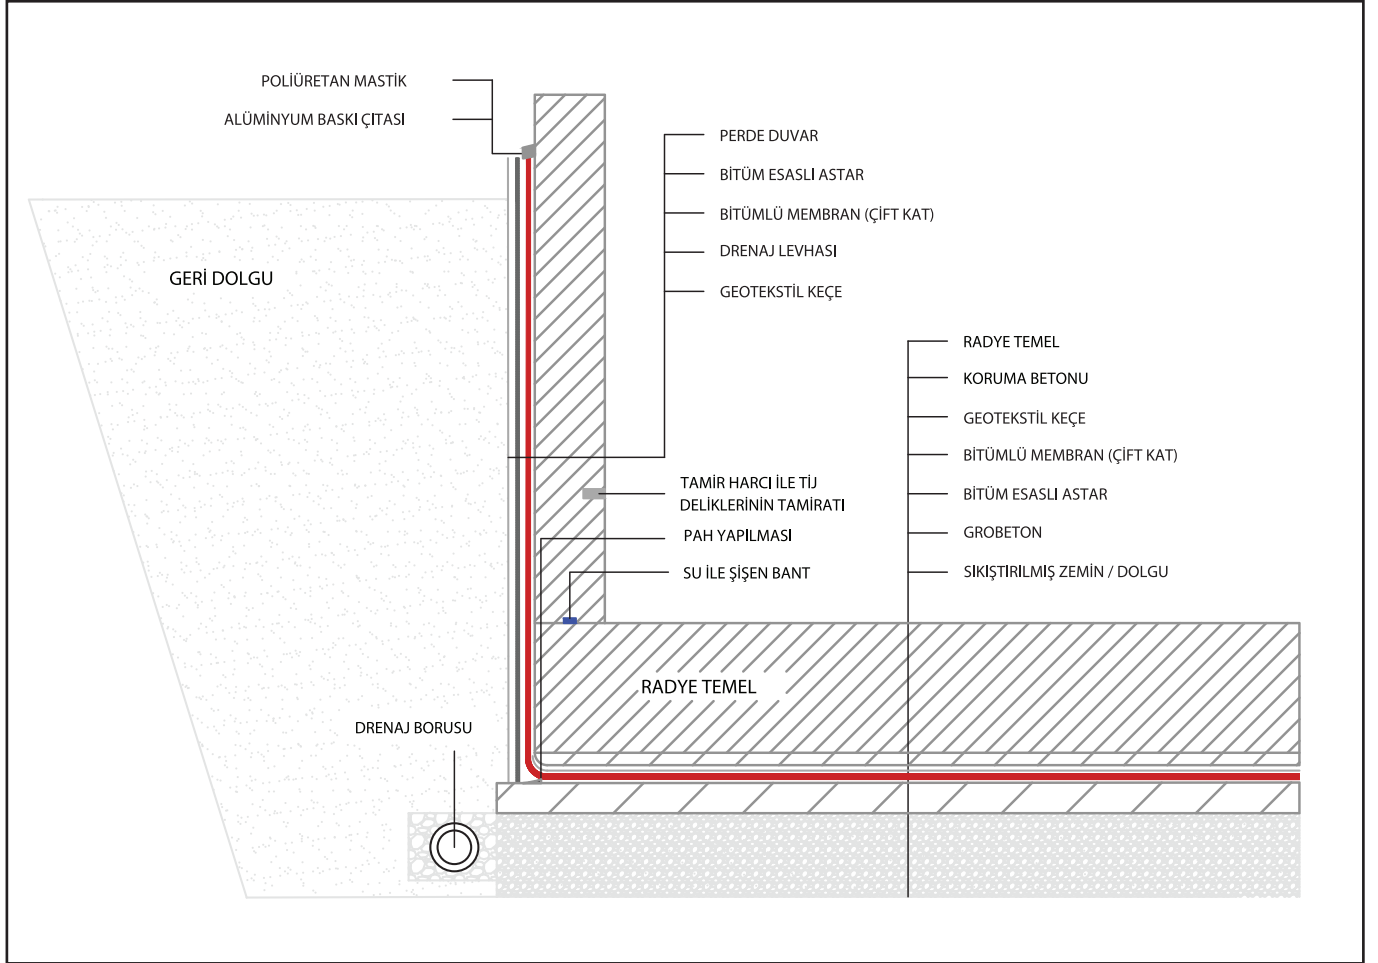 POLİÜRETAN MASTİK
ALÜMİNYUM BASKI ÇITASI
PERDE DUVAR
BİTÜM ESASLI ASTAR
BİTÜMLÜ MEMBRAN (ÇİFT KAT)
DRENAJ LEVHASI
GEOTEKSTİL KEÇE
GERİ DOLGU
RADYE TEMEL
KORUMA BETONU
GEOTEKSTİL KEÇE
BİTÜMLÜ MEMBRAN (ÇİFT KAT)
BİTÜM ESASLI ASTAR
GROBETON
SIKIŞTIRILMIŞ ZEMİN / DOLGU
TAMİR HARCI İLE TİJ
DELİKLERİNİN TAMİRATI
PAH YAPILMASI
SU İLE ŞİŞEN BANT
RADYE TEMEL
DRENAJ BORUSU